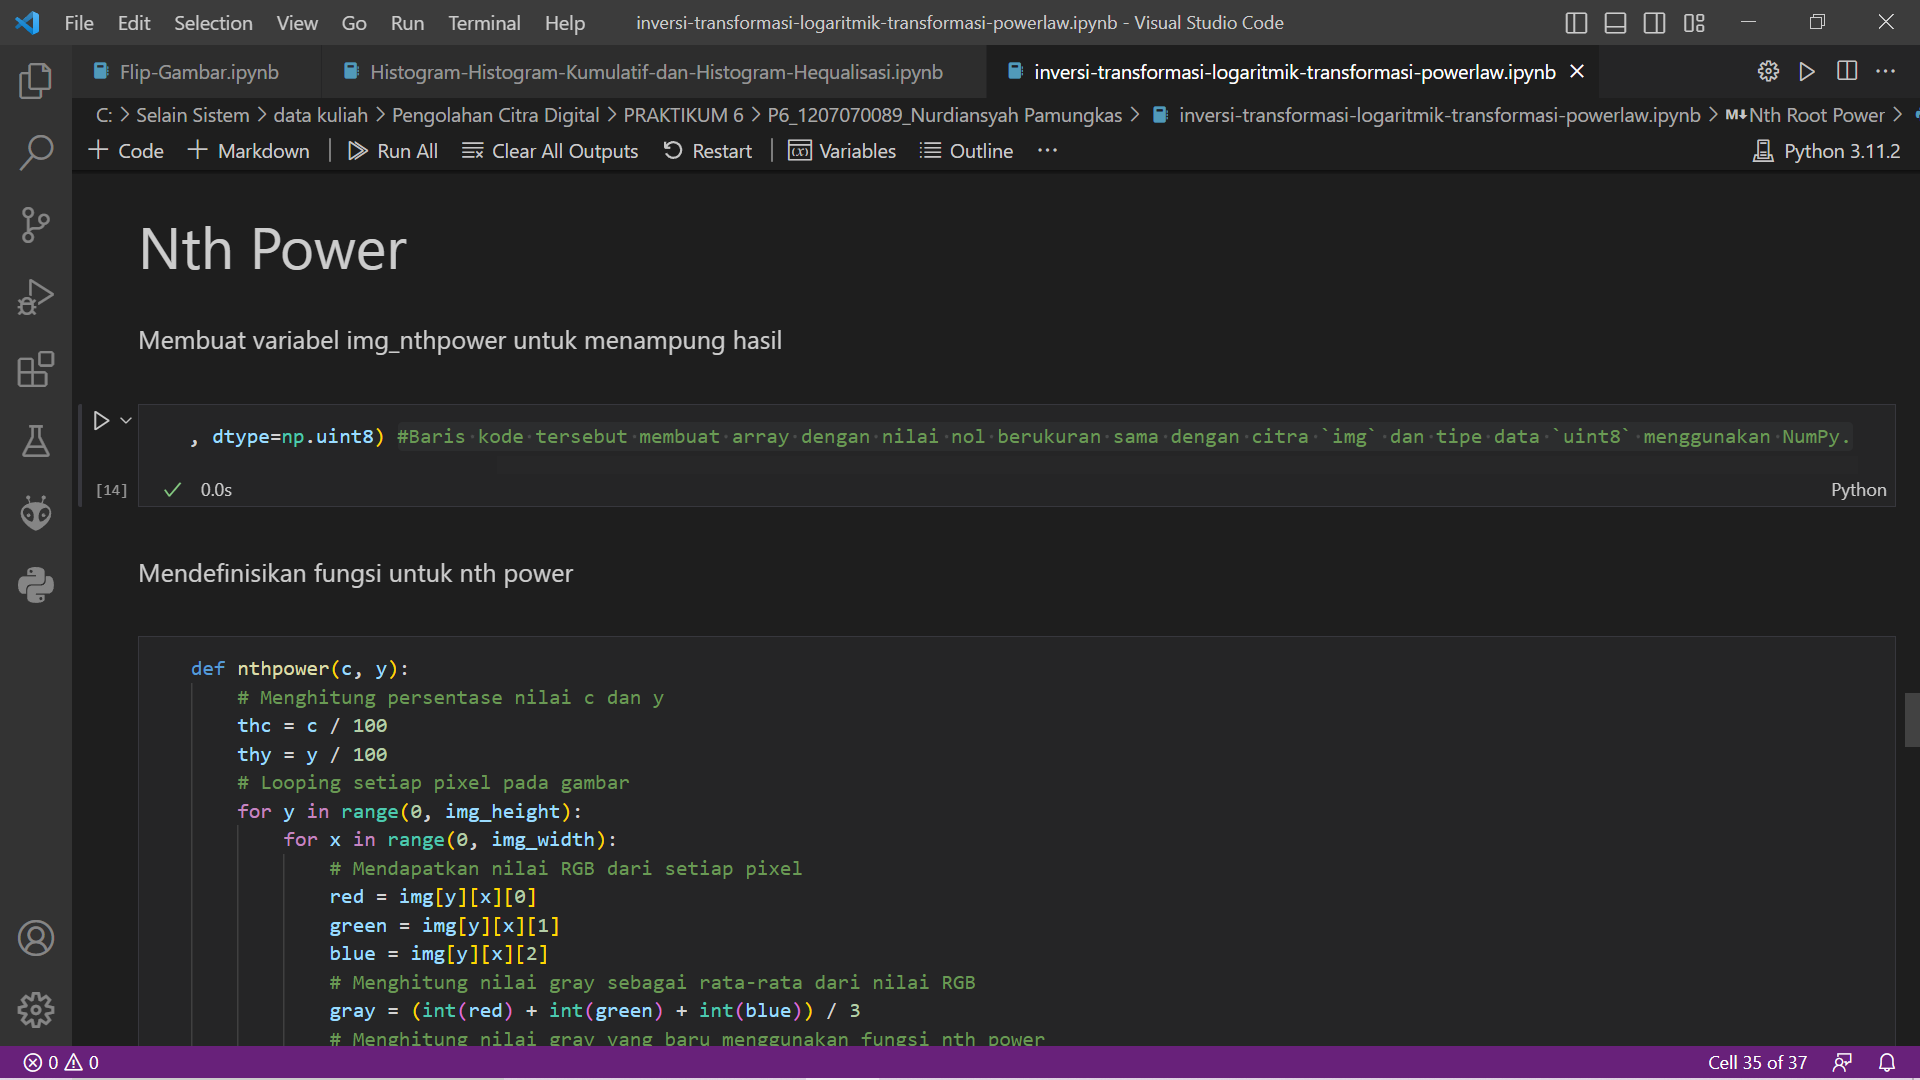 File Edit Selection View Go Run Terminal Help inversi-transformasi-logaritmik-transformasi-powerlaw.ipynb - Visual Studio Code
Flip-Gambar.ipynb Histogram-Histogram-Kumulatif-dan-Histogram-Hequalisasi.ipynb inversi-transformasi-logaritmik-transformasi-powerlaw.ipynb
C: > Selain Sistem > data kuliah > Pengolahan Citra Digital > PRAKTIKUM 6 > P6_1207070089_Nurdiansyah Pamungkas > inversi-transformasi-logaritmik-transformasi-powerlaw.ipynb > M↓Nth Root Power >
+ Code + Markdown | Run All Clear All Outputs Restart | Variables Outline ... Python 3.11.2
Nth Power
Membuat variabel img_nthpower untuk menampung hasil
, dtype=np.uint8) #Baris kode tersebut membuat array dengan nilai nol berukuran sama dengan citra `img` dan tipe data `uint8` menggunakan NumPy.
[14] 0.0s Python
Mendefinisikan fungsi untuk nth power
def nthpower(c, y):
# Menghitung persentase nilai c dan y
thc = c / 100
thy = y / 100
# Looping setiap pixel pada gambar
for y in range(0, img_height):
for x in range(0, img_width):
# Mendapatkan nilai RGB dari setiap pixel
red = img[y][x][0]
green = img[y][x][1]
blue = img[y][x][2]
# Menghitung nilai gray sebagai rata-rata dari nilai RGB
gray = (int(red) + int(green) + int(blue)) / 3
# Menghitung nilai gray yang baru menggunakan fungsi nth power
0 0 Cell 35 of 37